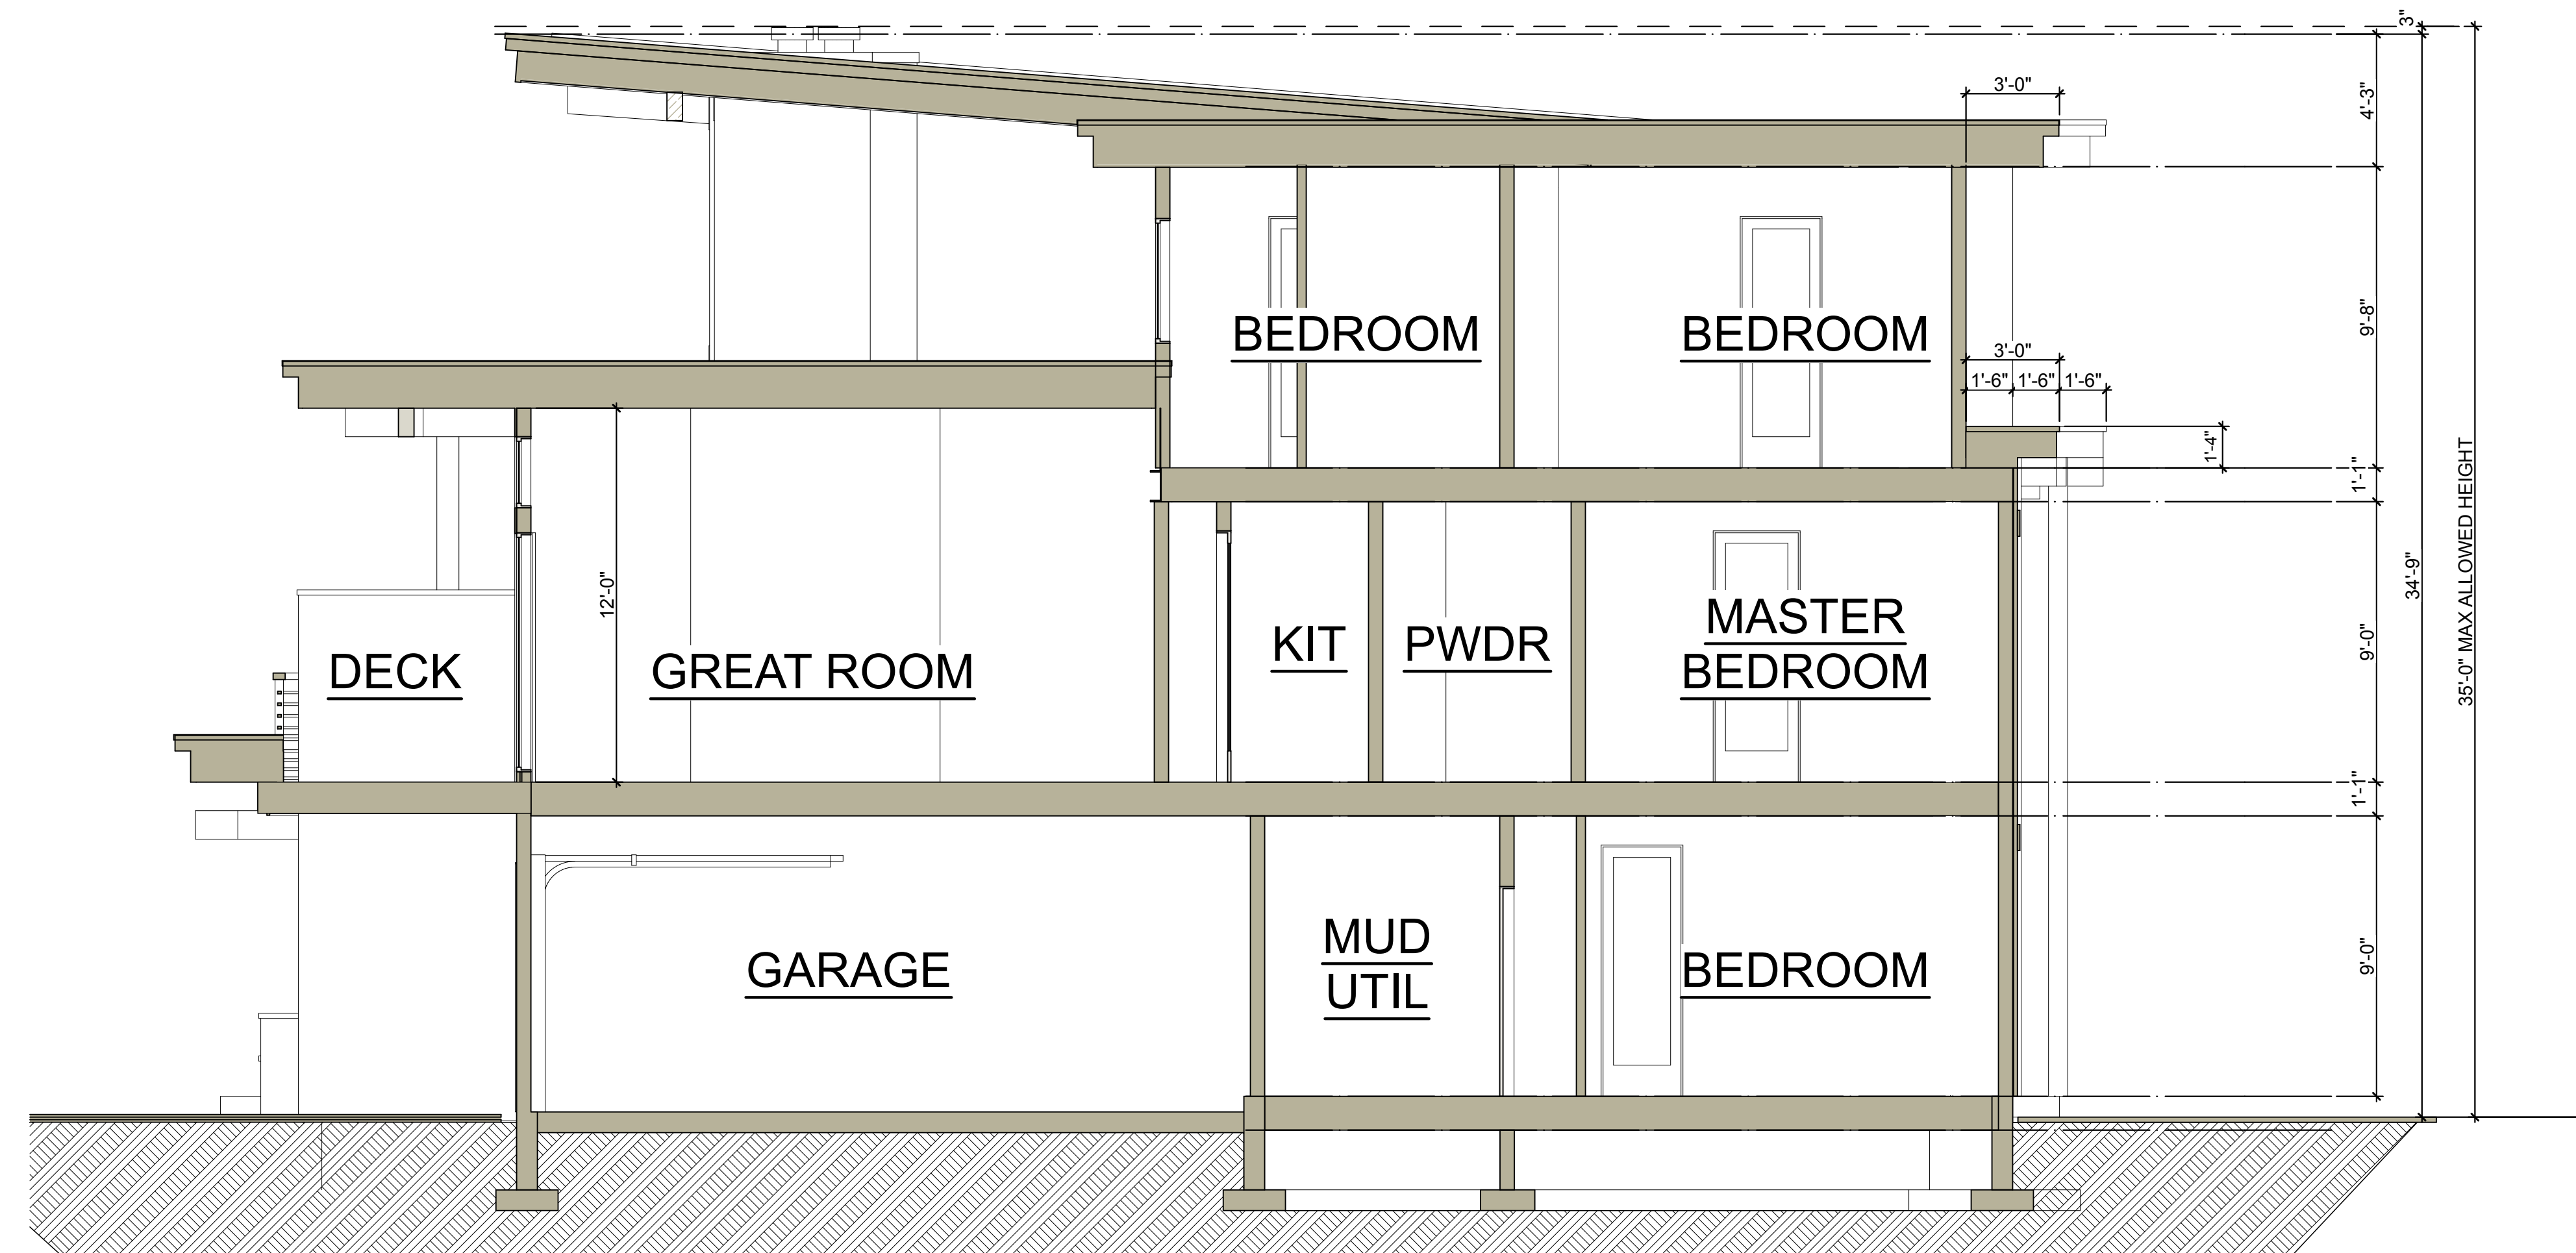 3"
3'-0"
4'-3"
BEDROOM
BEDROOM
9'-8"
3'-0"
1'-6"
1'-6"
1'-6"
1'-4"
1'-1"
35'-0" MAX ALLOWED HEIGHT
34'-9"
12'-0"
DECK
GREAT ROOM
KIT
PWDR
MASTER
BEDROOM
9'-0"
1'-1"
GARAGE
MUD
UTIL
BEDROOM
9'-0"